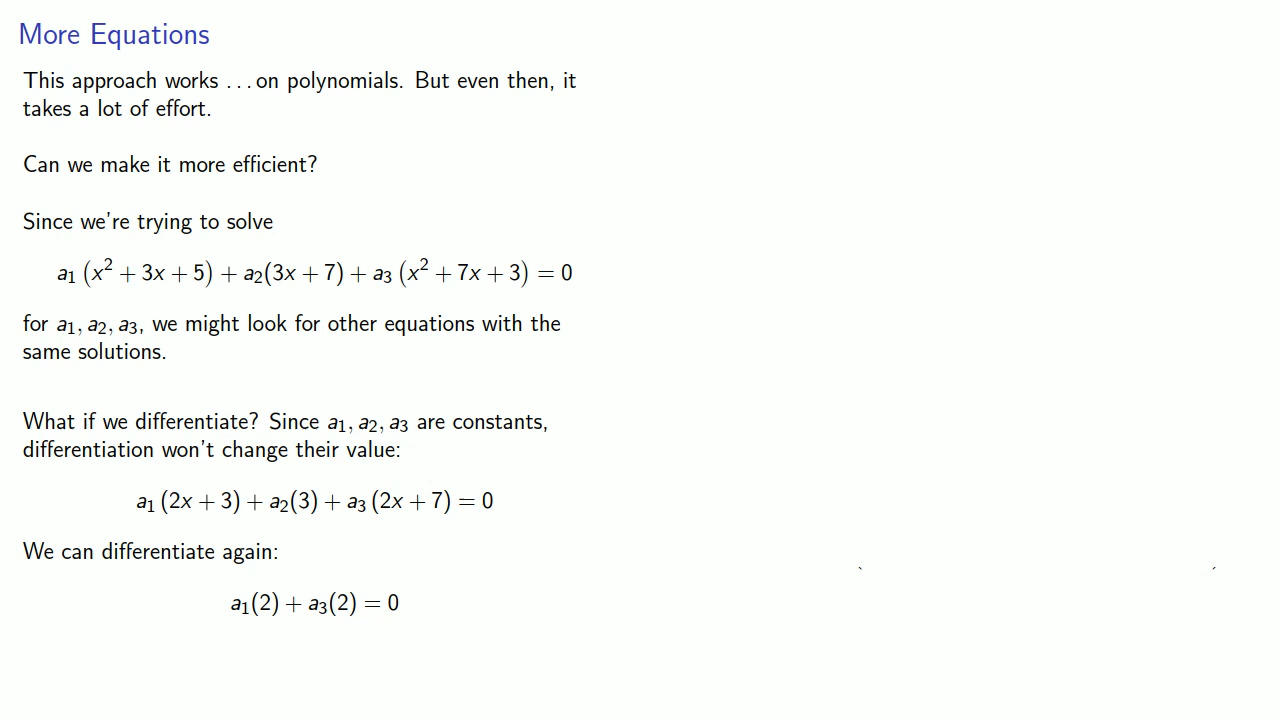 More Equations
This approach works . . . on polynomials. But even then, it
takes a lot of effort.
Can we make it more efficient?
Since we're trying to solve
a₁ (x² + 3x + 5) + a₂(3x + 7) + a₃ (x² + 7x + 3) = 0
for a₁, a₂, a₃, we might look for other equations with the
same solutions.
What if we differentiate? Since a₁, a₂, a₃ are constants,
differentiation won't change their value:
a₁ (2x + 3) + a₂(3) + a₃ (2x + 7) = 0
We can differentiate again:
a₁(2) + a₃(2) = 0